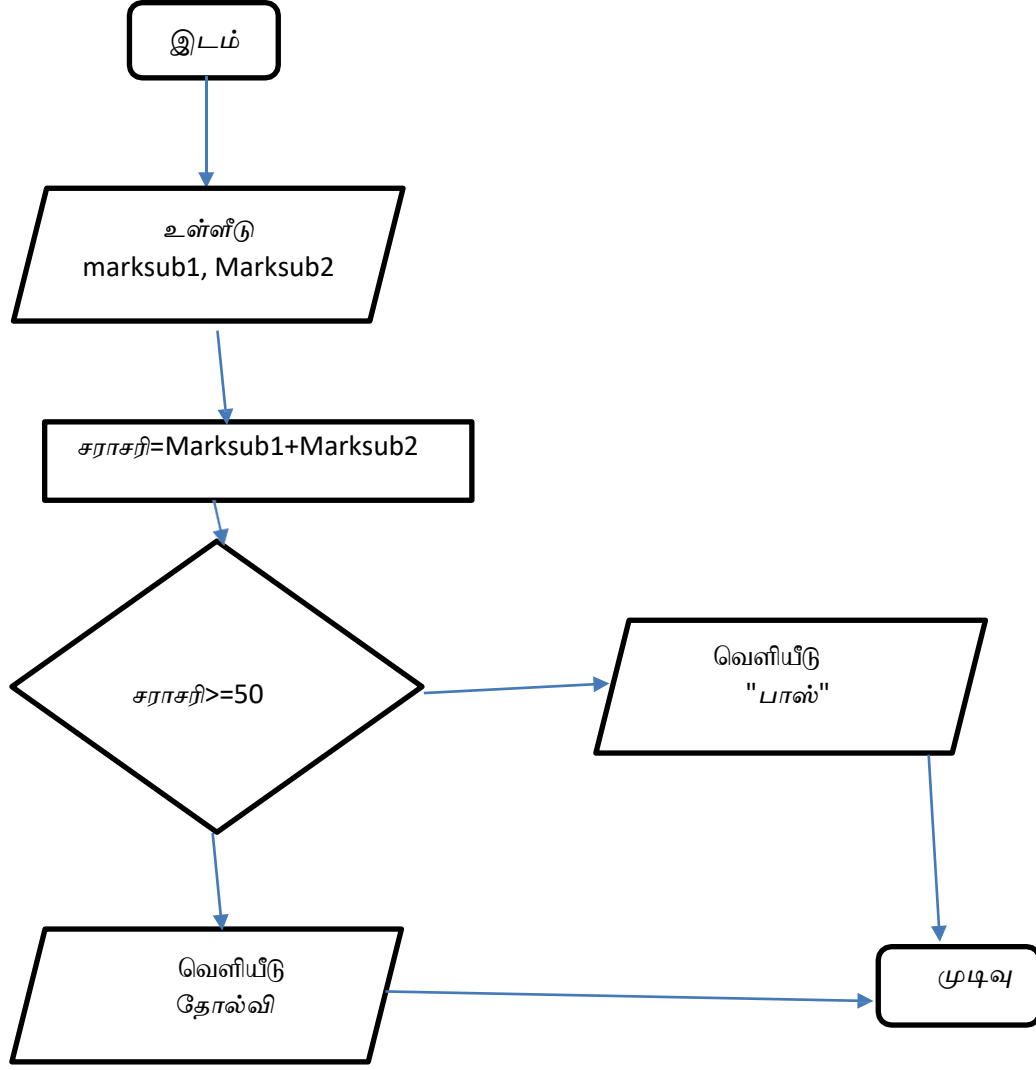 இடம்
உள்ளீடு
marksub1, Marksub2
சராசரி=Marksub1+Marksub2
சராசரி>=50
வெளியீடு
"பாஸ்"
வெளியீடு
தோல்வி
முடிவு